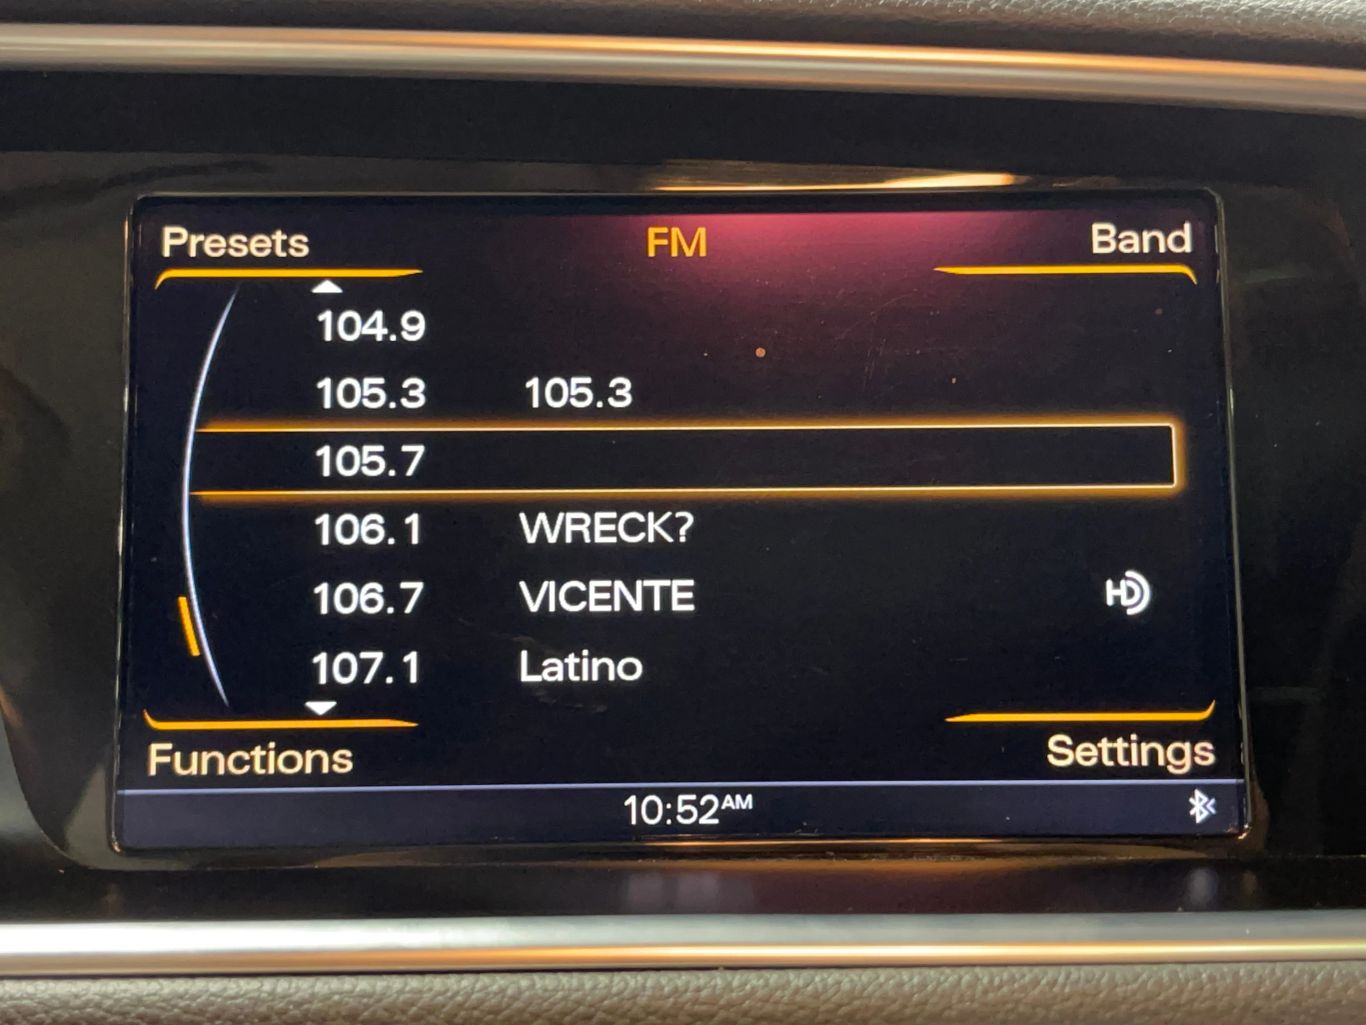 Presets FM Band
104.9
105.3 105.3
105.7
106.1 WRECK?
106.7 VICENTE HD
107.1 Latino
Functions Settings
10:52AM